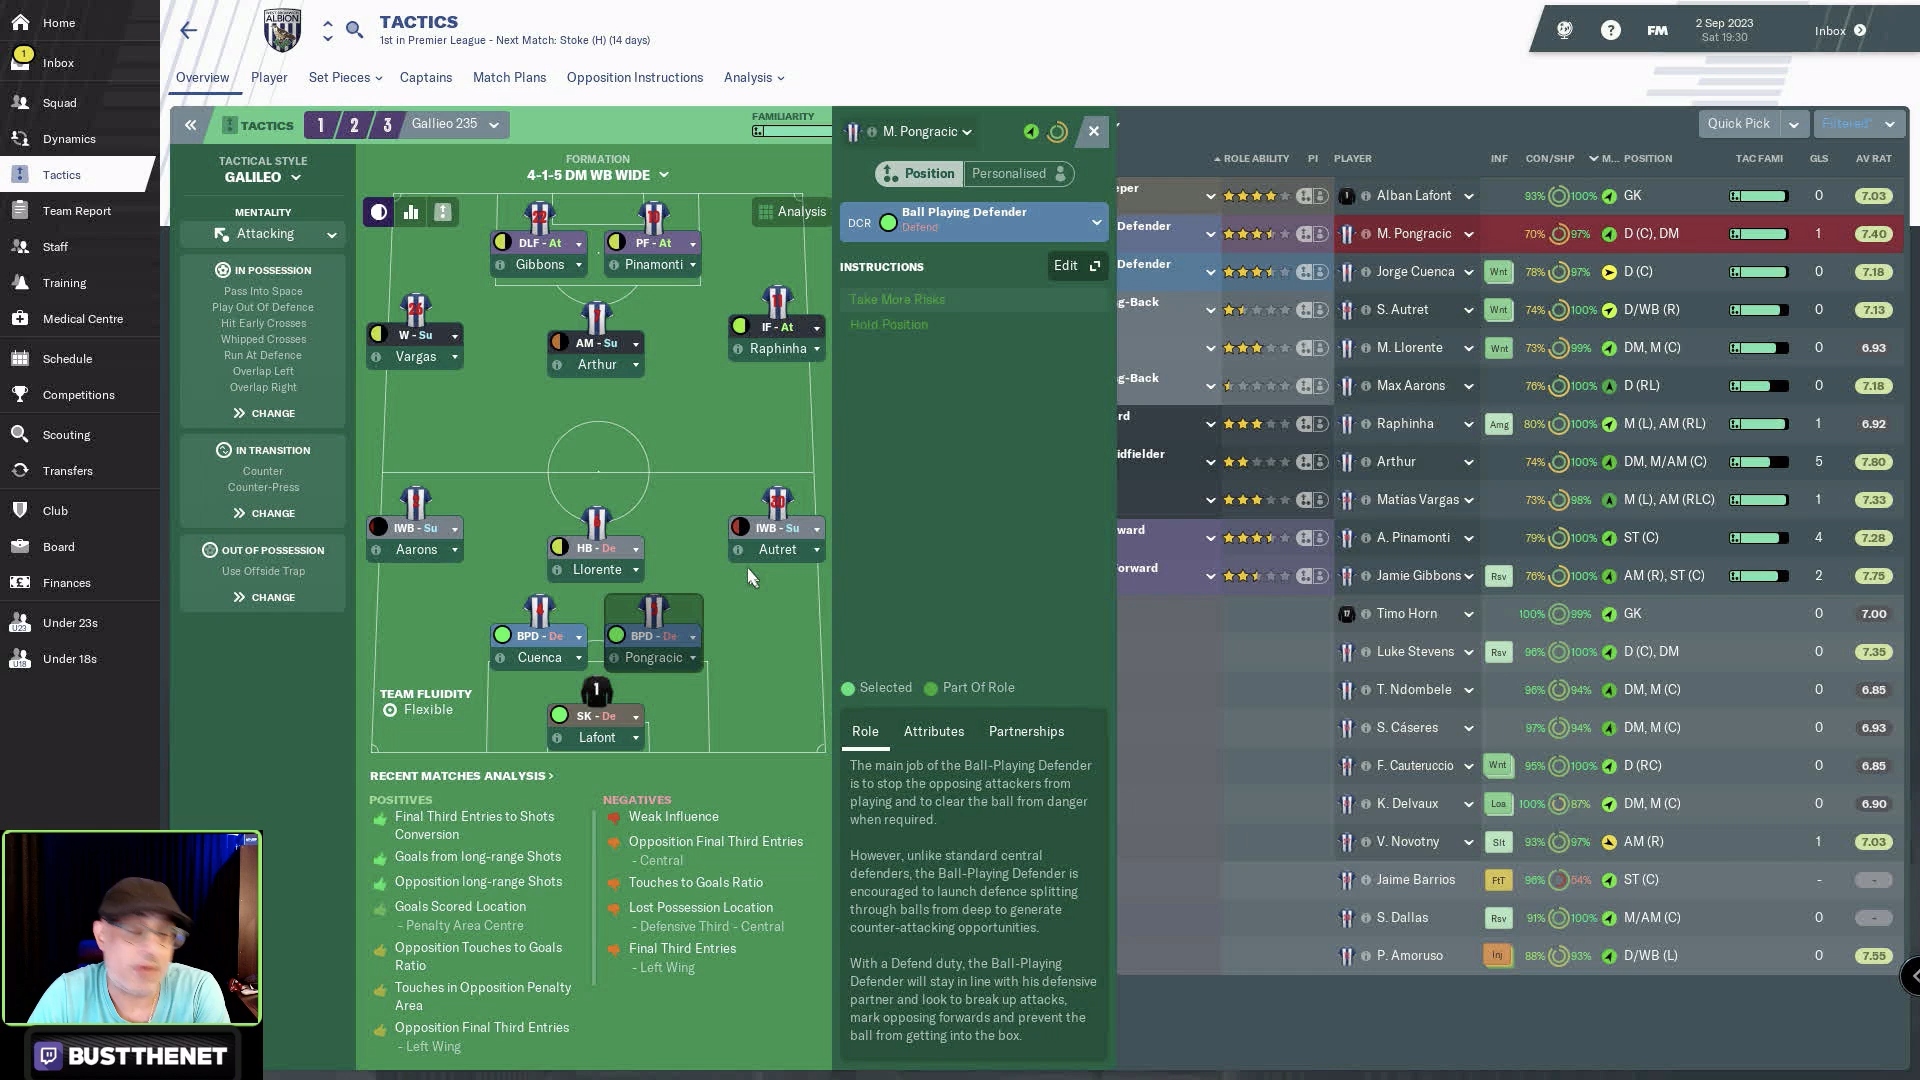 Home
1
Inbox
Squad
Dynamics
Tactics
Team Report
Staff
Training
Medical Centre
Schedule
Competitions
Scouting
Transfers
Club
Board
Finances
U23
Under 23s
U18
Under 18s
TACTICS
1st in Premier League - Next Match: Stoke (H) (14 days)
?
FM
2 Sep 2023
Sat 19:30
Inbox
Overview Player Set Pieces Captains Match Plans Opposition Instructions Analysis
TACTICS 1 2 3 Gallieo 235
FAMILIARITY
TACTICAL STYLE
GALILEO
MENTALITY
Attacking
IN POSSESSION
Pass Into Space
Play Out Of Defence
Hit Early Crosses
Whipped Crosses
Run At Defence
Overlap Left
Overlap Right
CHANGE
IN TRANSITION
Counter
Counter-Press
CHANGE
OUT OF POSSESSION
Use Offside Trap
CHANGE
FORMATION
4-1-5 DM WB WIDE
Analysis
22 10
DLF - At PF - At
Gibbons Pinamonti
W - Su AM - Su IF - At
Vargas Arthur Raphinha
IWB - Su HB - De IWB - Su
Aarons Llorente Autret
BPD - De BPD - De
Cuenca Pongracic
1
SK - De
Lafont
TEAM FLUIDITY
Flexible
RECENT MATCHES ANALYSIS >
POSITIVES
Final Third Entries to Shots
Conversion
Goals from long-range Shots
Opposition long-range Shots
Goals Scored Location
- Penalty Area Centre
Opposition Touches to Goals
Ratio
Touches in Opposition Penalty
Area
Opposition Final Third Entries
- Left Wing
NEGATIVES
Weak Influence
Opposition Final Third Entries
- Central
Touches to Goals Ratio
Lost Possession Location
- Defensive Third - Central
Final Third Entries
- Left Wing
M. Pongracic
Position Personalised
DCR Ball Playing Defender
Defend
INSTRUCTIONS Edit
Take More Risks
Hold Position
Selected Part Of Role
Role Attributes Partnerships
The main job of the Ball-Playing Defender
is to stop the opposing attackers from
playing and to clear the ball from danger
when required.
However, unlike standard central
defenders, the Ball-Playing Defender is
encouraged to launch defence splitting
through balls from deep to generate
counter-attacking opportunities.
With a Defend duty, the Ball-Playing
Defender will stay in line with his defensive
partner and look to break up attacks,
mark opposing forwards and prevent the
ball from getting into the box.
Quick Pick Filtered
ROLE ABILITY PI PLAYER INF CON/SHP M... POSITION TAC FAMI GLS AV RAT
eper Alban Lafont 93% 100% GK 0 7.03
Defender M. Pongracic 70% 97% D (C), DM 1 7.40
Defender Jorge Cuenca Wnt 78% 97% D (C) 0 7.18
g-Back S. Autret Wnt 74% 100% D/WB (R) 0 7.13
M. Llorente Wnt 73% 99% DM, M (C) 0 6.93
g-Back Max Aarons 76% 100% D (RL) 0 7.18
rd Raphinha Amg 80% 100% M (L), AM (RL) 1 6.92
idfielder Arthur 74% 100% DM, M/AM (C) 5 7.80
Matías Vargas 73% 98% M (L), AM (RLC) 1 7.33
ward A. Pinamonti 79% 100% ST (C) 4 7.28
orward Jamie Gibbons Rsv 76% 100% AM (R), ST (C) 2 7.75
Timo Horn 100% 99% GK 0 7.00
Luke Stevens Rsv 96% 100% D (C), DM 0 7.35
T. Ndombele 96% 94% DM, M (C) 0 6.85
S. Cáseres 97% 94% DM, M (C) 0 6.93
F. Cauteruccio Wnt 95% 100% D (RC) 0 6.85
K. Delvaux Loa 100% 87% DM, M (C) 0 6.90
V. Novotny Slt 93% 97% AM (R) 1 7.03
Jaime Barrios FtT 96% 54% ST (C) - -
S. Dallas Rsv 91% 100% M/AM (C) 0 -
P. Amoruso Inj 88% 93% D/WB (L) 0 7.55
BUSTTHENET